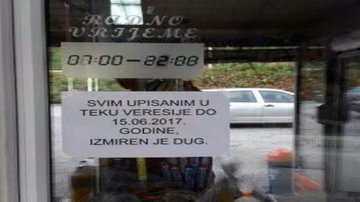 RADNO
VRIJEME
07:00-22:00
SVIM UPISANIM U
TEKU VERESIJE DO
15.06.2017.
GODINE,
IZMIREN JE DUG.